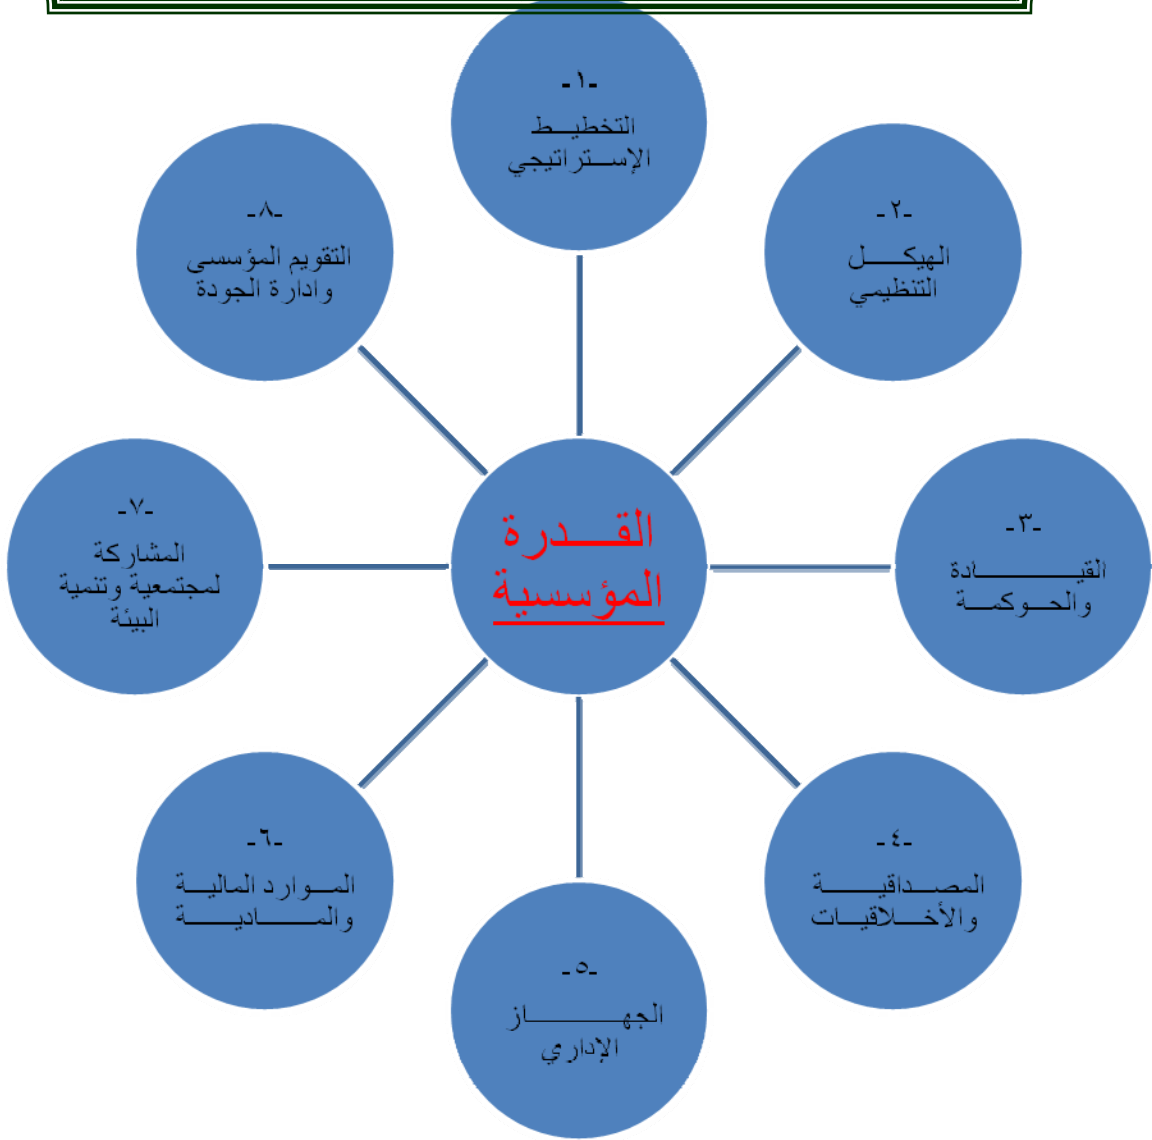 القدرة
المؤسسية
-١-
التخطيط
الإستراتيجي
-٢-
الهيكل
التنظيمي
-٣-
القيادة
والحوكمة
-٤-
المصداقية
والأخلاقيات
-٥-
الجهاز
الإداري
-٦-
الموارد المالية
والمادية
-٧-
المشاركة
لمجتمعية وتنمية
البيئة
-٨-
التقويم المؤسسى
وادارة الجودة